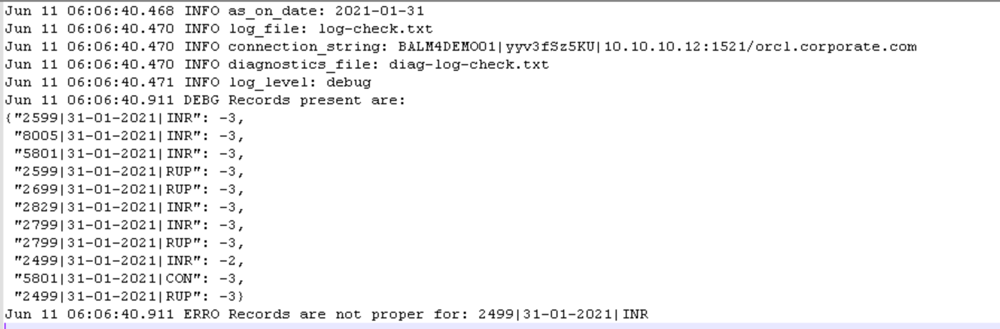 Jun 11 06:06:40.468 INFO as_on_date: 2021-01-31
Jun 11 06:06:40.470 INFO log_file: log-check.txt
Jun 11 06:06:40.470 INFO connection_string: BALM4DEMO01|yyv3fSz5KU|10.10.10.12:1521/orcl.corporate.com
Jun 11 06:06:40.470 INFO diagnostics_file: diag-log-check.txt
Jun 11 06:06:40.471 INFO log_level: debug
Jun 11 06:06:40.911 DEBG Records present are:
{"2599|31-01-2021|INR": -3,
"8005|31-01-2021|INR": -3,
"5801|31-01-2021|INR": -3,
"2599|31-01-2021|RUP": -3,
"2699|31-01-2021|RUP": -3,
"2829|31-01-2021|INR": -3,
"2799|31-01-2021|INR": -3,
"2799|31-01-2021|RUP": -3,
"2499|31-01-2021|INR": -2,
"5801|31-01-2021|CON": -3,
"2499|31-01-2021|RUP": -3}
Jun 11 06:06:40.911 ERRO Records are not proper for: 2499|31-01-2021|INR